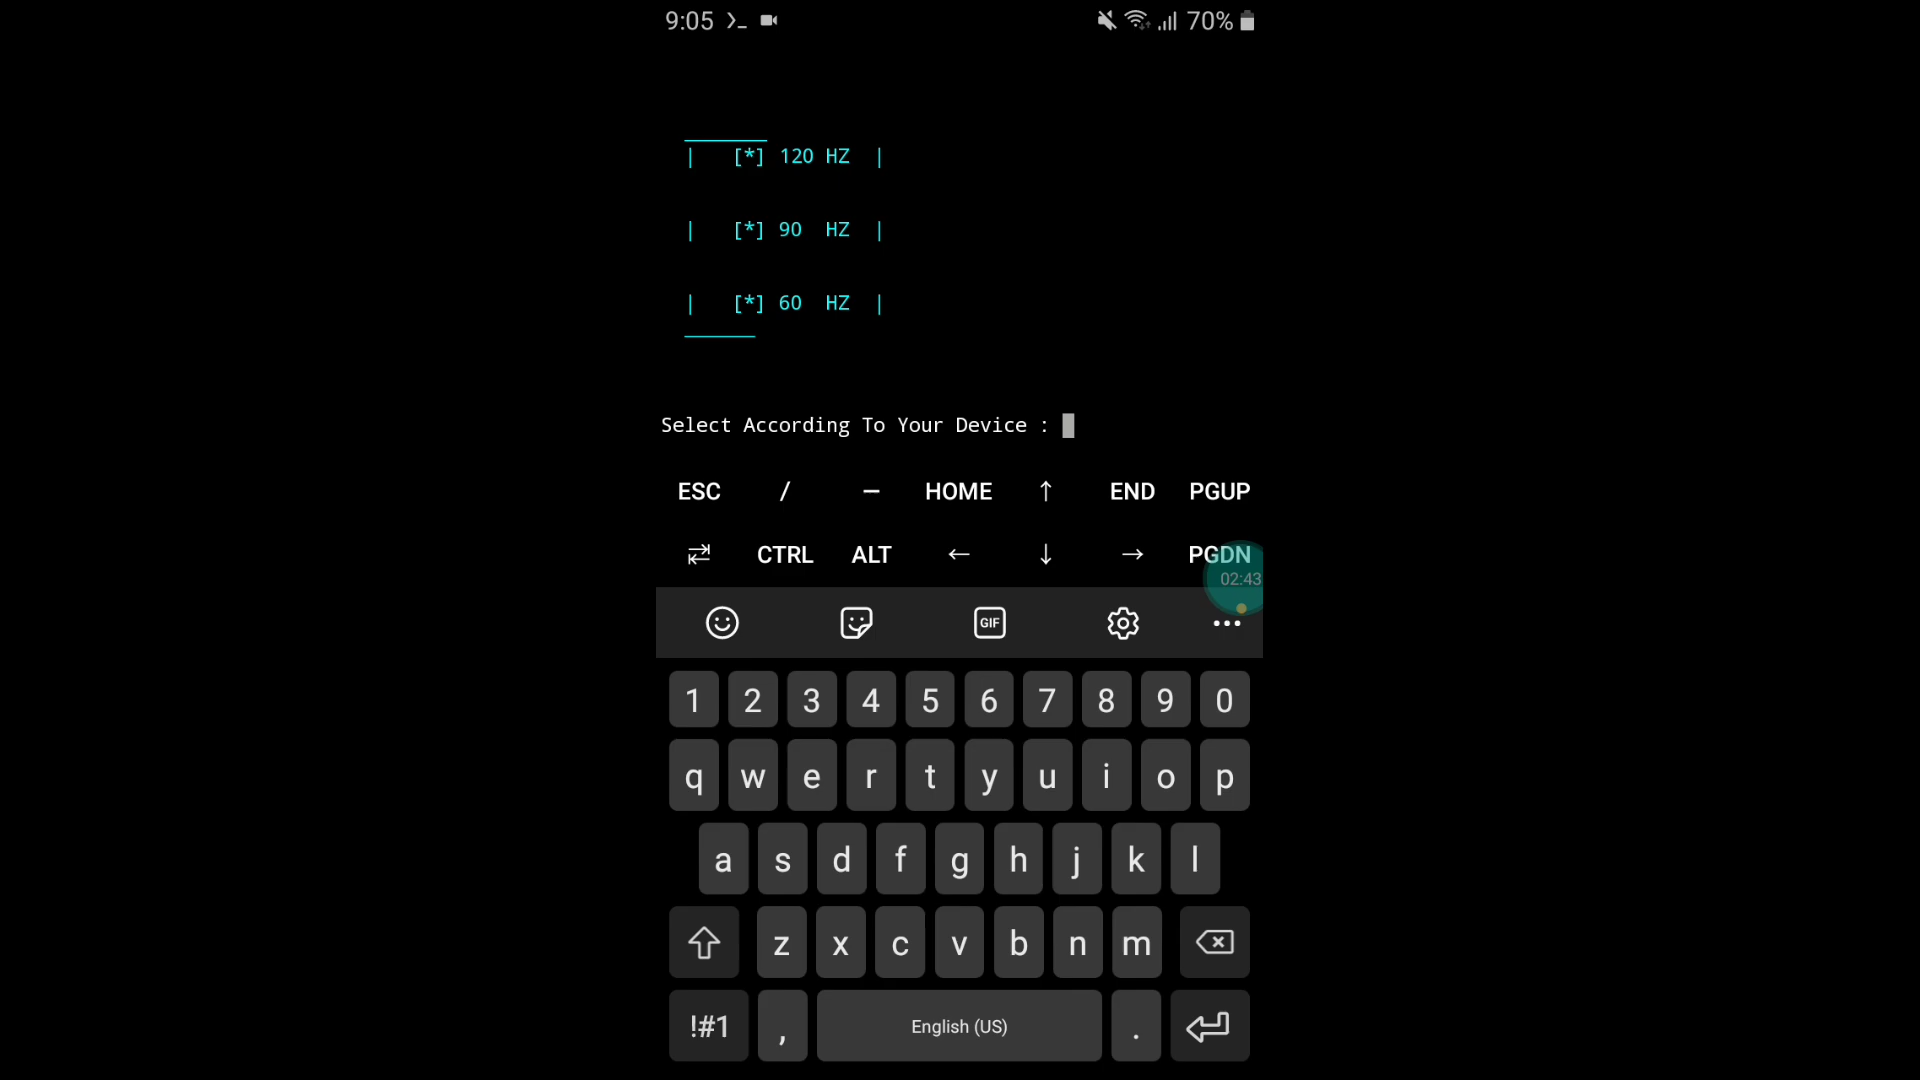 9:05 70%
| [*] 120 HZ |
| [*] 90 HZ |
| [*] 60 HZ |
Select According To Your Device :
ESC / — HOME ↑ END PGUP
⇄ CTRL ALT ← ↓ → PGDN
02:43
GIF •••
1 2 3 4 5 6 7 8 9 0
q w e r t y u i o p
a s d f g h j k l
z x c v b n m
!#1 , English (US) .